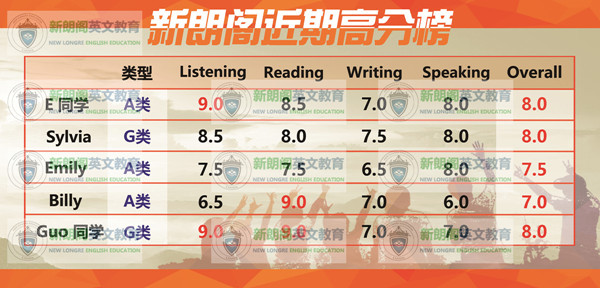 新朗阁近期高分榜
类型 Listening Reading Writing Speaking Overall
E 同学 A类 9.0 8.5 7.0 8.0 8.0
Sylvia G类 8.5 8.0 7.5 8.0 8.0
Emily A类 7.5 7.5 6.5 8.0 7.5
Billy A类 6.5 9.0 7.0 6.0 7.0
Guo 同学 G类 9.0 9.0 7.0 7.0 8.0
新朗阁英文教育
NEW LONGRE ENGLISH EDUCATION